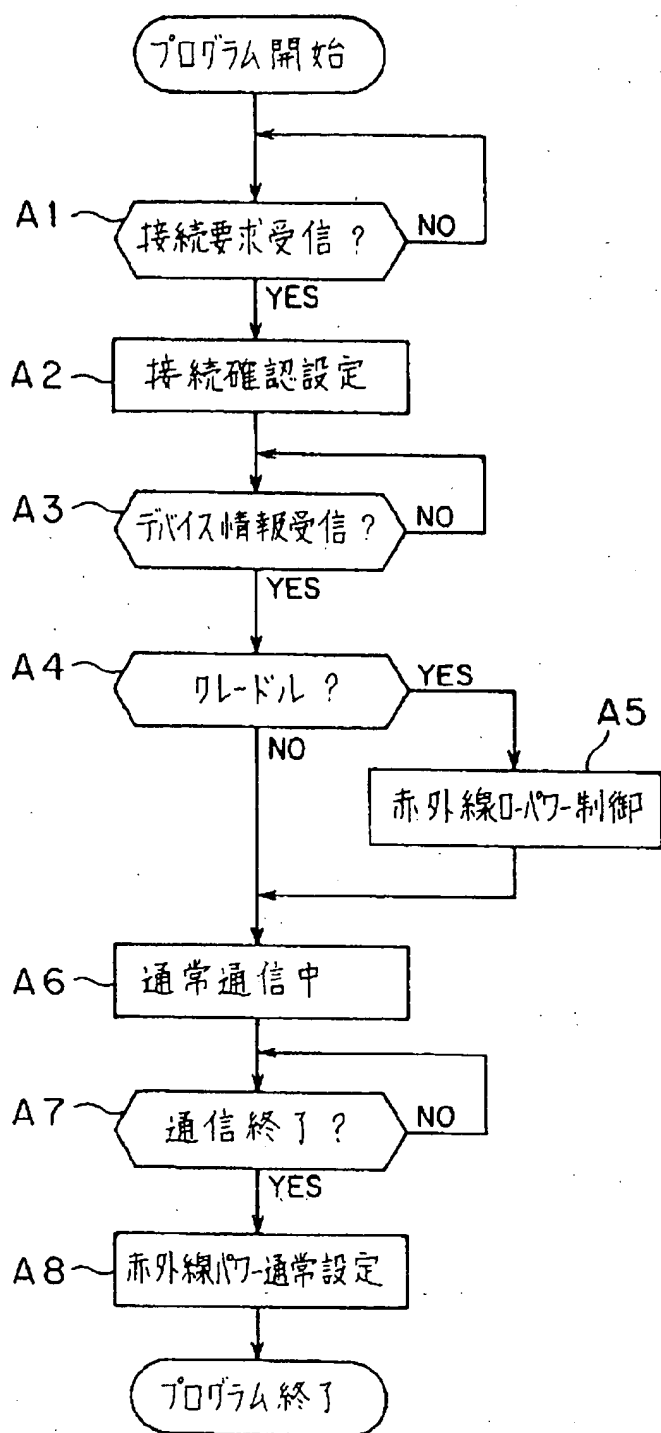 プログラム開始
A1
接続要求受信?
NO
YES
A2
接続確認設定
A3
デバイス情報受信?
NO
YES
A4
クレードル?
YES
NO
A5
赤外線ローパワー制御
A6
通常通信中
A7
通信終了?
NO
YES
A8
赤外線パワー通常設定
プログラム終了